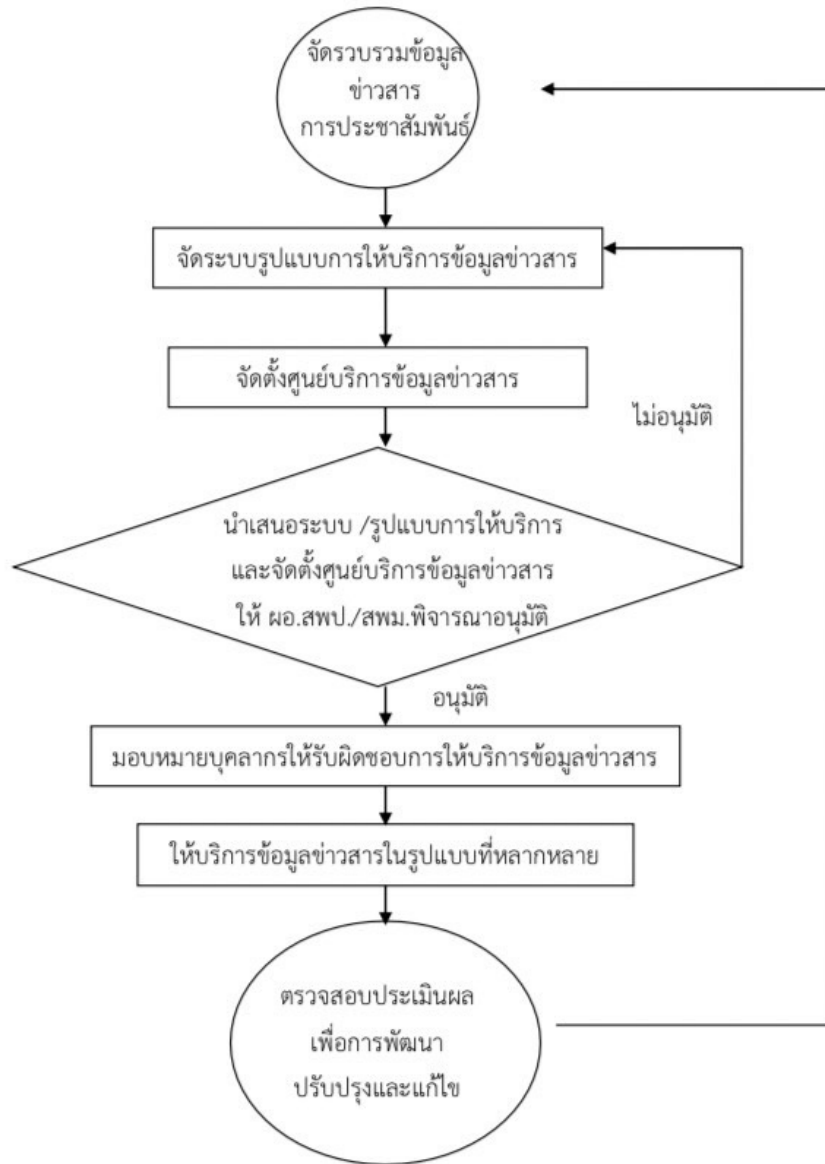 จัดรวบรวมข้อมูล
ข่าวสาร
การประชาสัมพันธ์
จัดระบบรูปแบบการให้บริการข้อมูลข่าวสาร
จัดตั้งศูนย์บริการข้อมูลข่าวสาร
ไม่อนุมัติ
นำเสนอระบบ /รูปแบบการให้บริการ
และจัดตั้งศูนย์บริการข้อมูลข่าวสาร
ให้ ผอ.สพป./สพม.พิจารณาอนุมัติ
อนุมัติ
มอบหมายบุคลากรให้รับผิดชอบการให้บริการข้อมูลข่าวสาร
ให้บริการข้อมูลข่าวสารในรูปแบบที่หลากหลาย
ตรวจสอบประเมินผล
เพื่อการพัฒนา
ปรับปรุงและแก้ไข